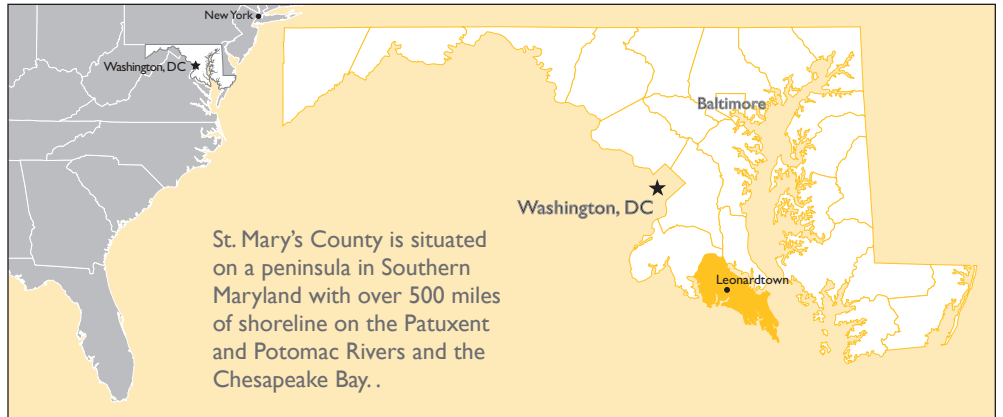 New York
Washington, DC
Baltimore
Washington, DC
Leonardtown
St. Mary's County is situated
on a peninsula in Southern
Maryland with over 500 miles
of shoreline on the Patuxent
and Potomac Rivers and the
Chesapeake Bay. .